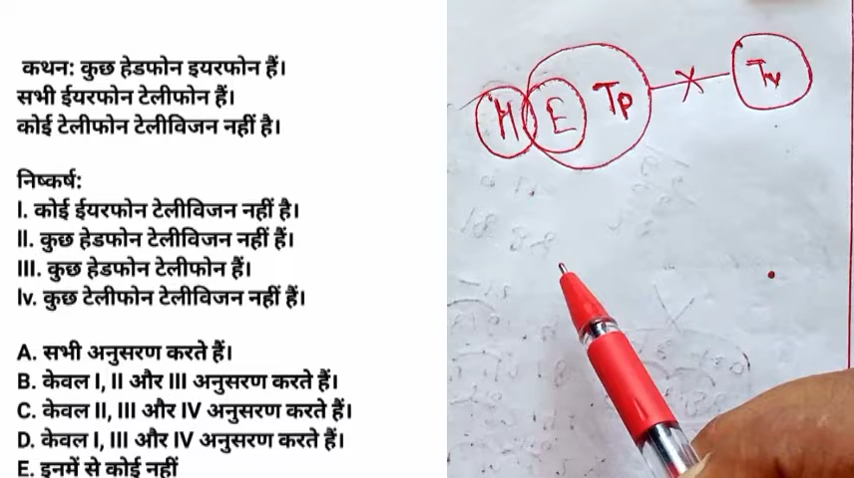 कथन: कुछ हेडफोन इयरफोन हैं।
सभी ईयरफोन टेलीफोन हैं।
कोई टेलीफोन टेलीविजन नहीं है।
निष्कर्ष:
I. कोई ईयरफोन टेलीविजन नहीं है।
II. कुछ हेडफोन टेलीविजन नहीं हैं।
III. कुछ हेडफोन टेलीफोन हैं।
Iv. कुछ टेलीफोन टेलीविजन नहीं हैं।
A. सभी अनुसरण करते हैं।
B. केवल I, II और III अनुसरण करते हैं।
C. केवल II, III और IV अनुसरण करते हैं।
D. केवल I, III और IV अनुसरण करते हैं।
E. इनमें से कोई नहीं
H E Tp Tv